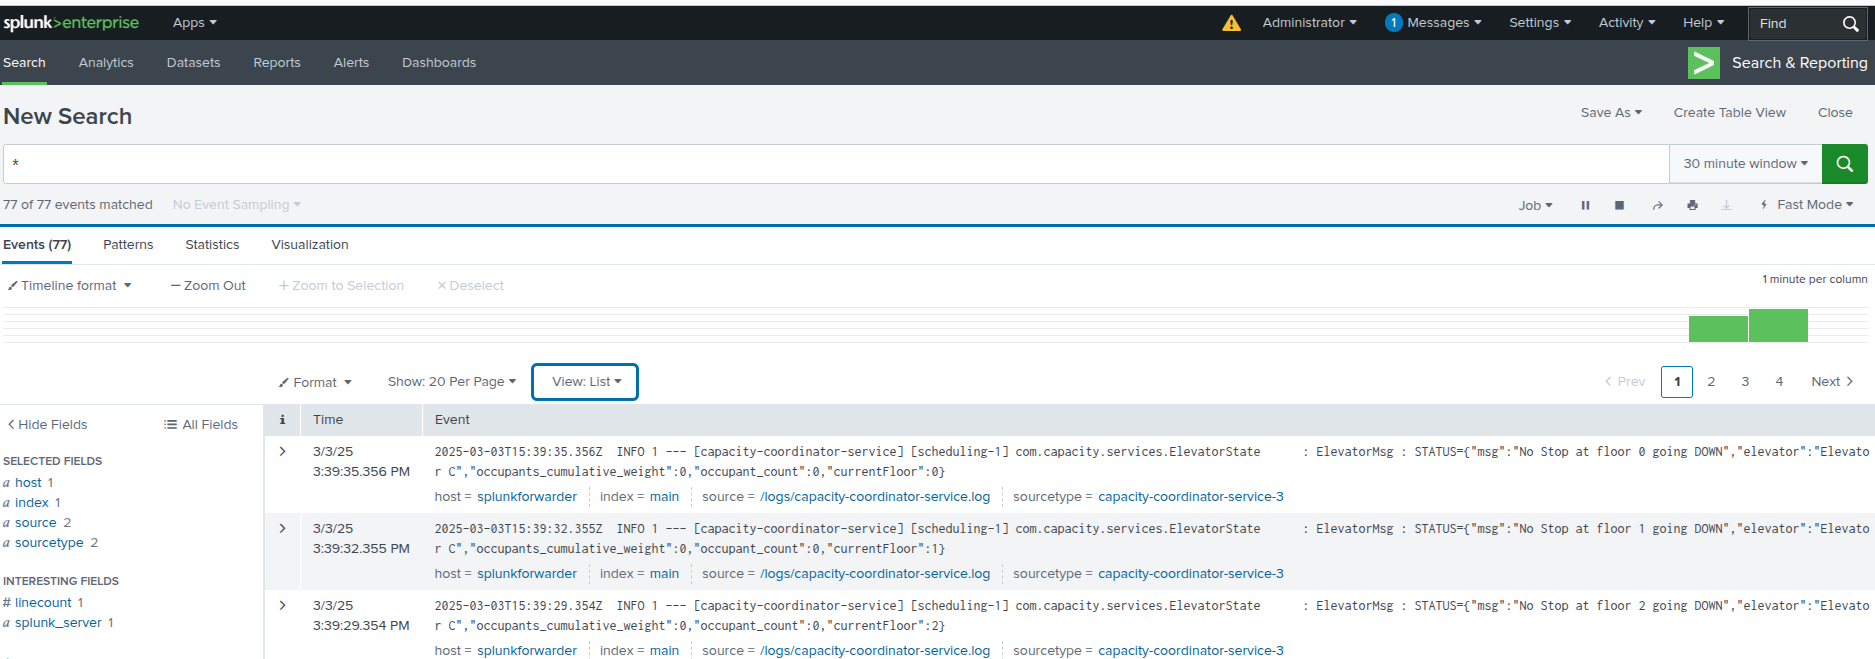 splunk>enterprise Apps Administrator 1 Messages Settings Activity Help Find
Search Analytics Datasets Reports Alerts Dashboards > Search & Reporting
New Search Save As Create Table View Close
* 30 minute window
77 of 77 events matched No Event Sampling Job Fast Mode
Events (77) Patterns Statistics Visualization
Timeline format — Zoom Out + Zoom to Selection × Deselect 1 minute per column
Format Show: 20 Per Page View: List < Prev 1 2 3 4 Next >
< Hide Fields All Fields
SELECTED FIELDS
a host 1
a index 1
a source 2
a sourcetype 2
INTERESTING FIELDS
# linecount 1
a splunk_server 1
i Time Event
> 3/3/25 2025-03-03T15:39:35.356Z INFO 1 --- [capacity-coordinator-service] [scheduling-1] com.capacity.services.ElevatorState : ElevatorMsg : STATUS={"msg":"No Stop at floor 0 going DOWN","elevator":"Elevato
3:39:35.356 PM r C","occupants_cumulative_weight":0,"occupant_count":0,"currentFloor":0}
host = splunkforwarder index = main source = /logs/capacity-coordinator-service.log sourcetype = capacity-coordinator-service-3
> 3/3/25 2025-03-03T15:39:32.355Z INFO 1 --- [capacity-coordinator-service] [scheduling-1] com.capacity.services.ElevatorState : ElevatorMsg : STATUS={"msg":"No Stop at floor 1 going DOWN","elevator":"Elevato
3:39:32.355 PM r C","occupants_cumulative_weight":0,"occupant_count":0,"currentFloor":1}
host = splunkforwarder index = main source = /logs/capacity-coordinator-service.log sourcetype = capacity-coordinator-service-3
> 3/3/25 2025-03-03T15:39:29.354Z INFO 1 --- [capacity-coordinator-service] [scheduling-1] com.capacity.services.ElevatorState : ElevatorMsg : STATUS={"msg":"No Stop at floor 2 going DOWN","elevator":"Elevato
3:39:29.354 PM r C","occupants_cumulative_weight":0,"occupant_count":0,"currentFloor":2}
host = splunkforwarder index = main source = /logs/capacity-coordinator-service.log sourcetype = capacity-coordinator-service-3